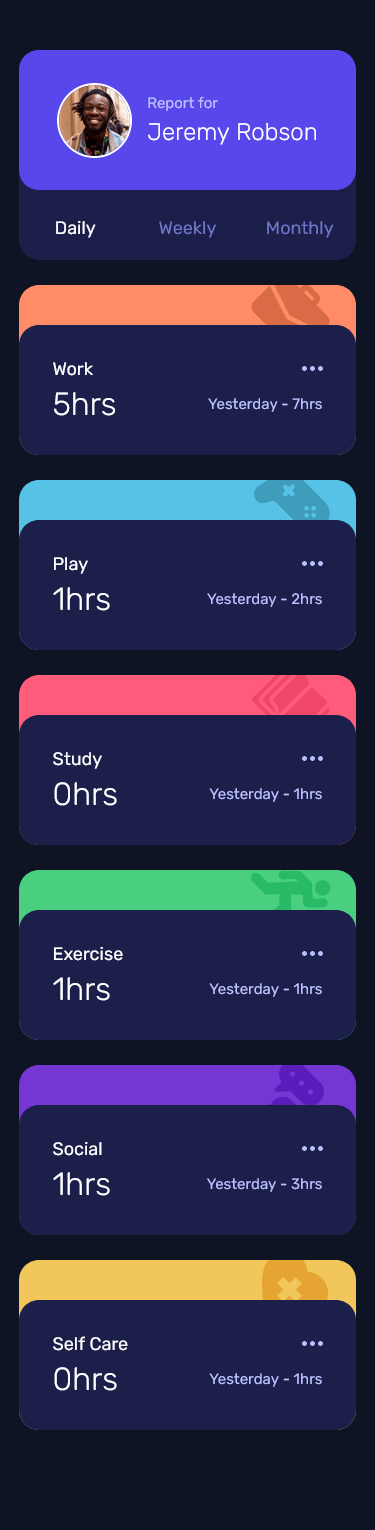 Report for
Jeremy Robson
Daily Weekly Monthly
Work
5hrs Yesterday - 7hrs
Play
1hrs Yesterday - 2hrs
Study
0hrs Yesterday - 1hrs
Exercise
1hrs Yesterday - 1hrs
Social
1hrs Yesterday - 3hrs
Self Care
0hrs Yesterday - 1hrs